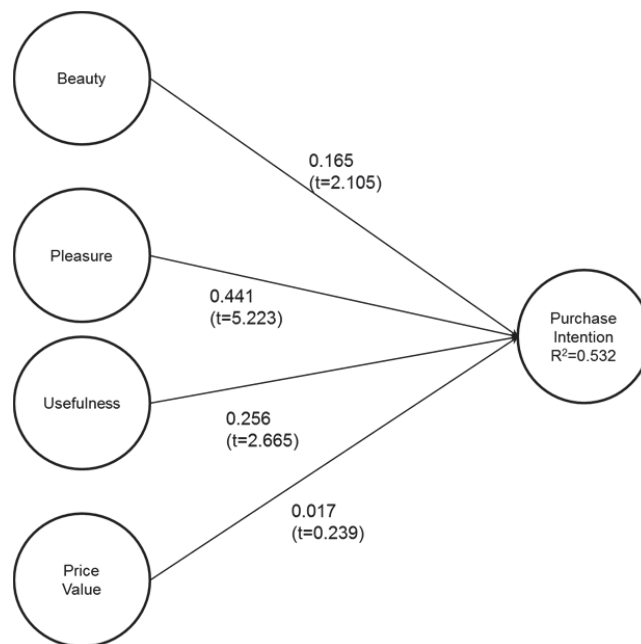 Beauty
0.165
(t=2.105)
Pleasure
0.441
(t=5.223)
Purchase
Intention
R²=0.532
Usefulness
0.256
(t=2.665)
0.017
(t=0.239)
Price
Value